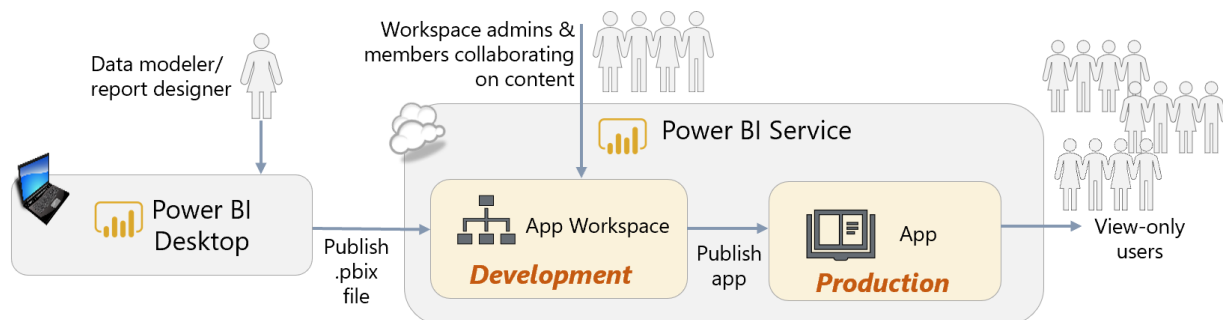 Data modeler/
report designer
Workspace admins &
members collaborating
on content
Power BI Service
Power BI
Desktop
Publish
.pbix
file
App Workspace
Development
Publish
app
App
Production
View-only
users